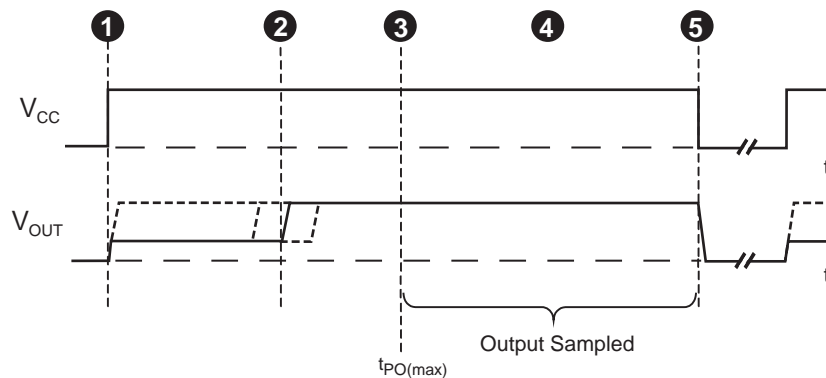 1 2 3 4 5
VCC
t
VOUT
t
Output Sampled
tPO(max)